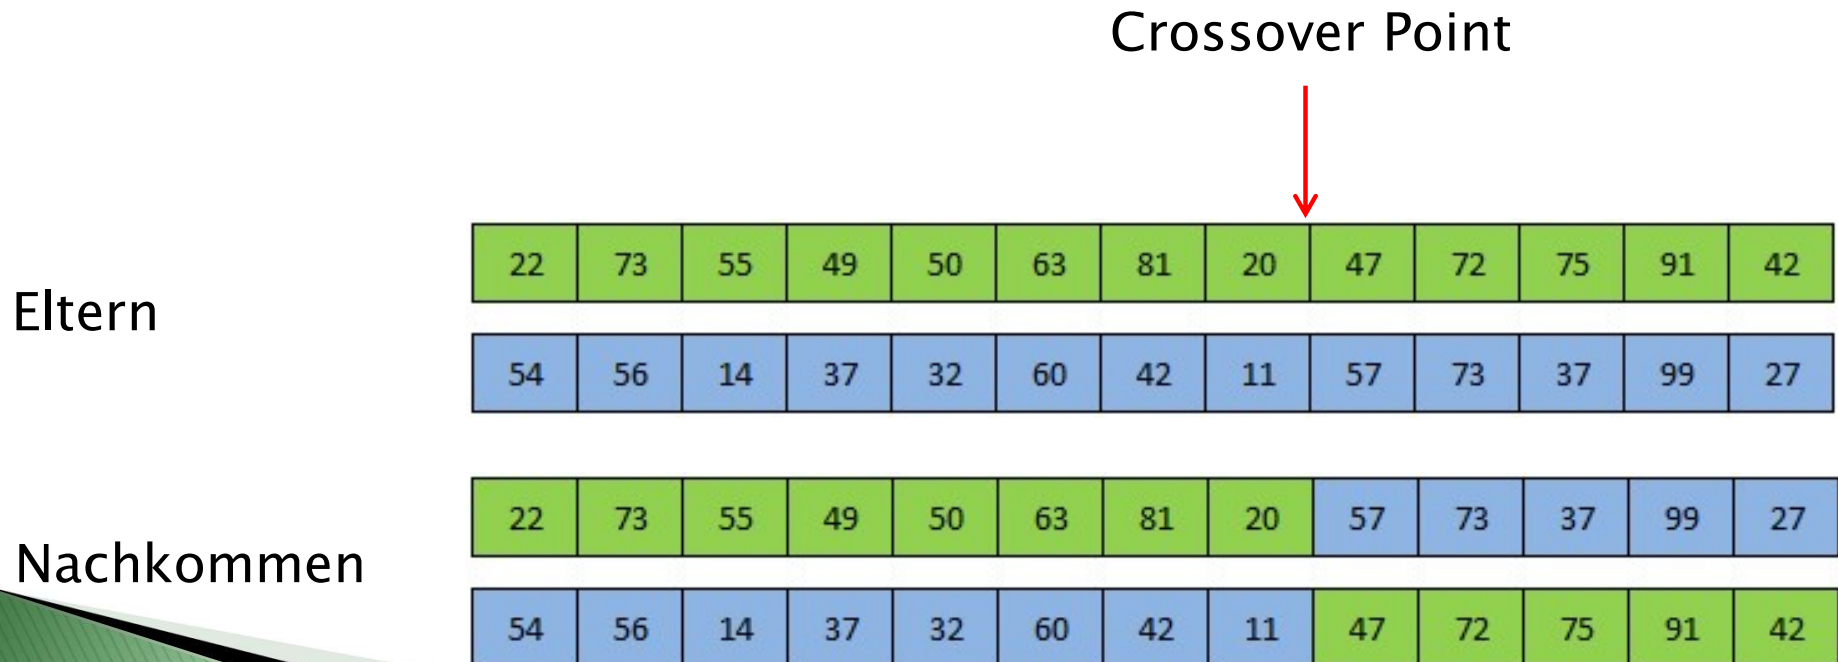 Crossover Point
Eltern
22 73 55 49 50 63 81 20 47 72 75 91 42
54 56 14 37 32 60 42 11 57 73 37 99 27
Nachkommen
22 73 55 49 50 63 81 20 57 73 37 99 27
54 56 14 37 32 60 42 11 47 72 75 91 42